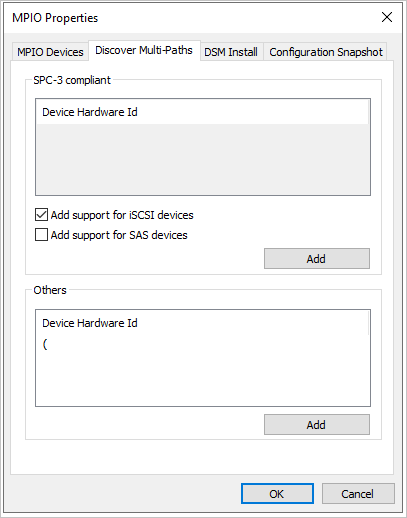 MPIO Properties
MPIO Devices Discover Multi-Paths DSM Install Configuration Snapshot
SPC-3 compliant
Device Hardware Id
Add support for iSCSI devices
Add support for SAS devices
Add
Others
Device Hardware Id
(
Add
OK Cancel